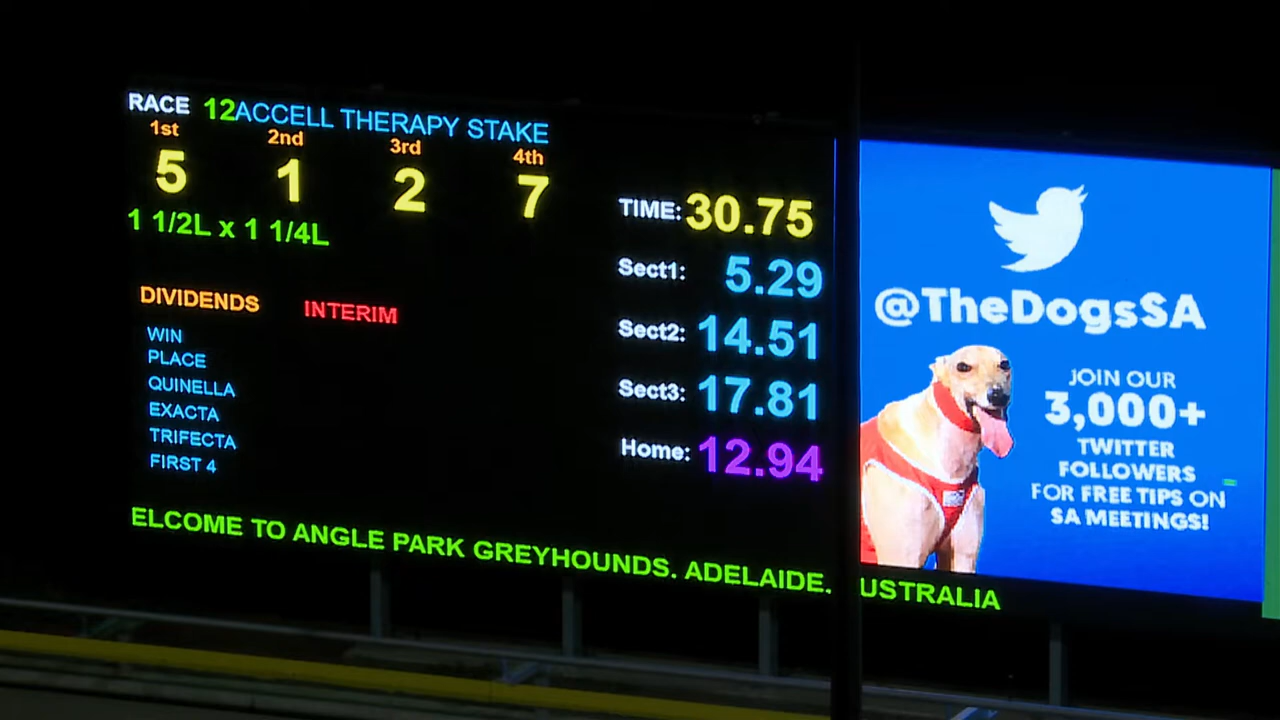 RACE 12 ACCELL THERAPY STAKE
1st 2nd 3rd 4th
5 1 2 7
1 1/2L x 1 1/4L
DIVIDENDS INTERIM
WIN
PLACE
QUINELLA
EXACTA
TRIFECTA
FIRST 4
TIME: 30.75
Sect1: 5.29
Sect2: 14.51
Sect3: 17.81
Home: 12.94
@TheDogsSA
JOIN OUR
3,000+
TWITTER
FOLLOWERS
FOR FREE TIPS ON
SA MEETINGS!
ELCOME TO ANGLE PARK GREYHOUNDS. ADELAIDE. USTRALIA